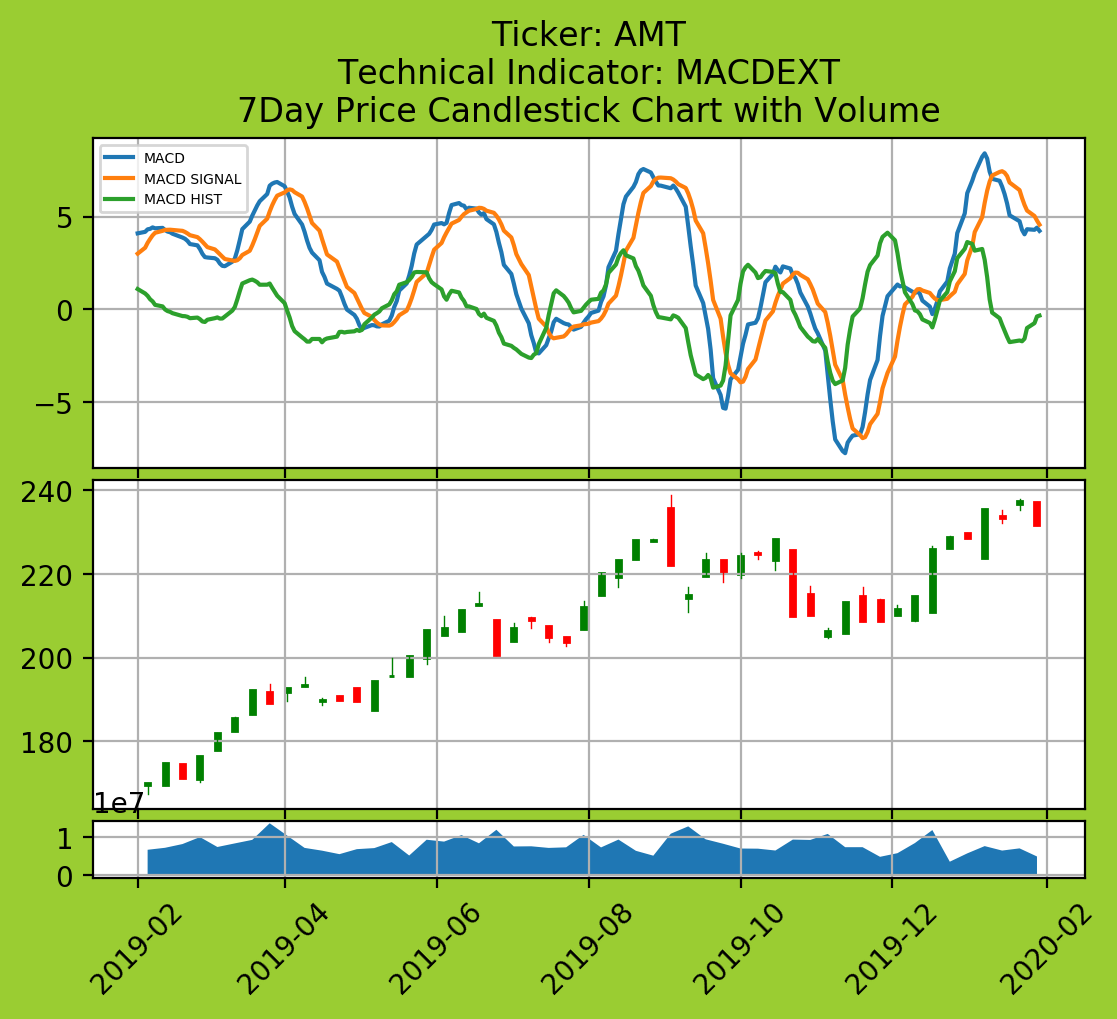 Ticker: AMT
Technical Indicator: MACDEXT
7Day Price Candlestick Chart with Volume
MACD
MACD SIGNAL
MACD HIST
5
0
−5
240
220
200
180
1e7
1
0
2019-02
2019-04
2019-06
2019-08
2019-10
2019-12
2020-02